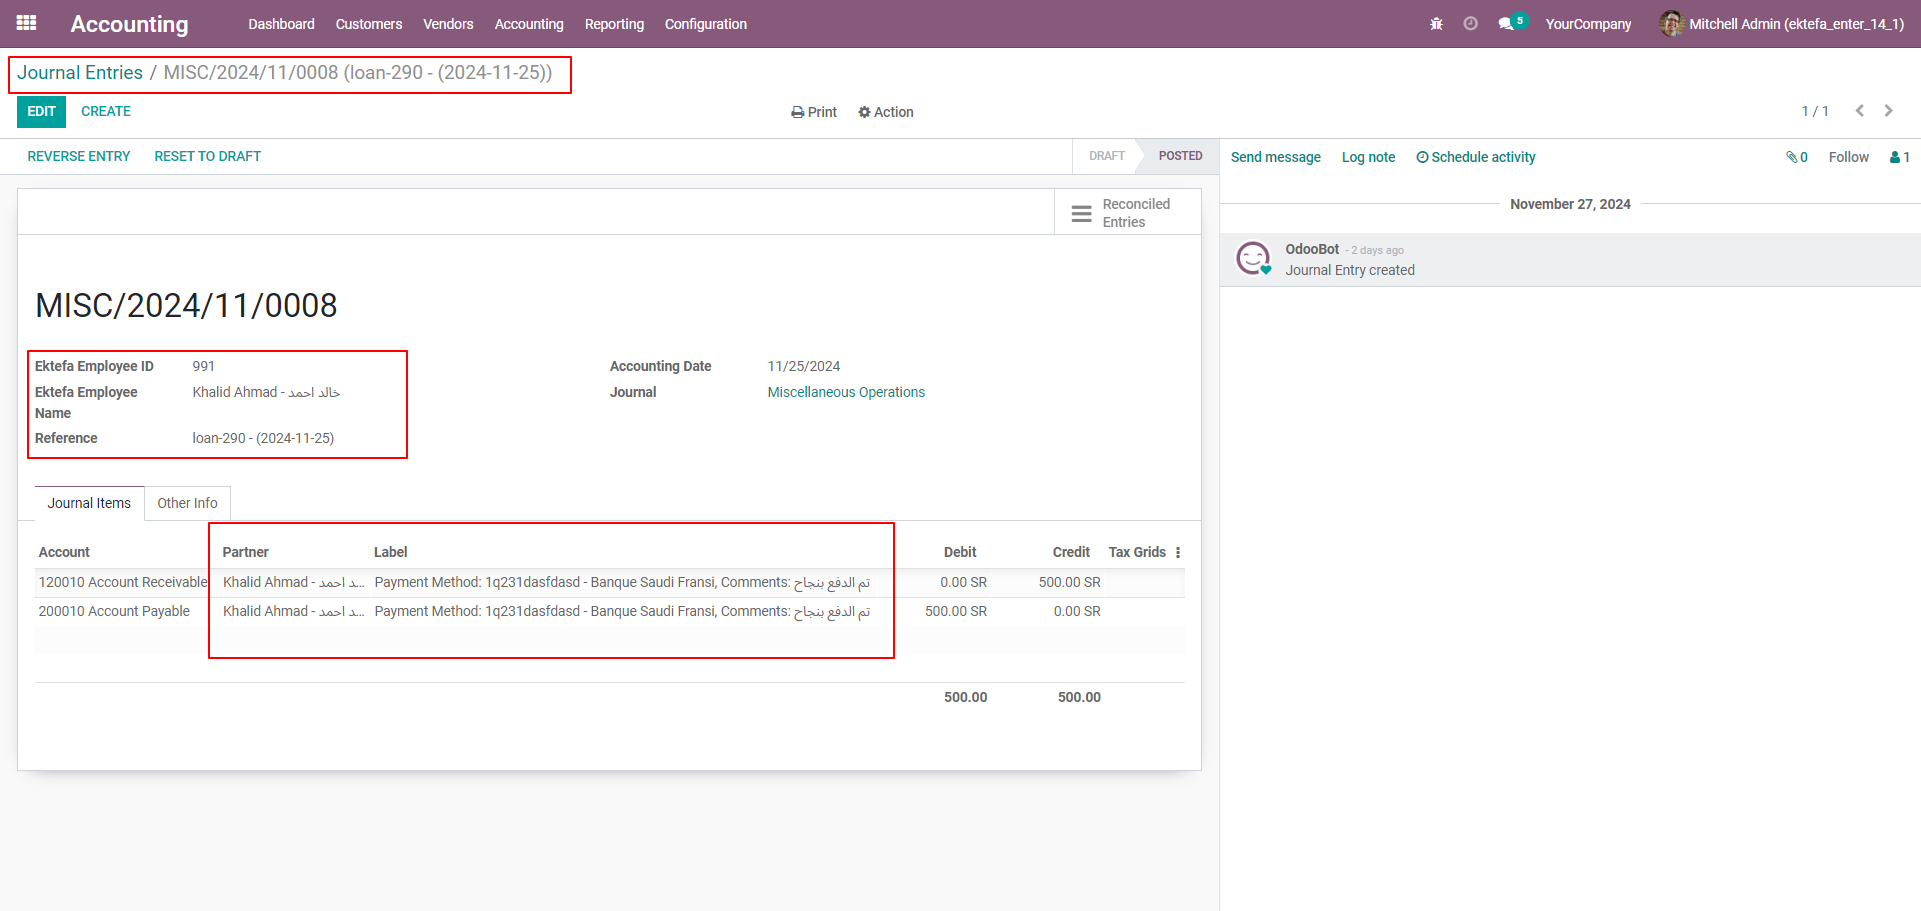 Accounting Dashboard Customers Vendors Accounting Reporting Configuration 5 YourCompany Mitchell Admin (ektefa_enter_14_1)
Journal Entries / MISC/2024/11/0008 (loan-290 - (2024-11-25))
EDIT CREATE Print Action 1 / 1
REVERSE ENTRY RESET TO DRAFT DRAFT POSTED Send message Log note Schedule activity 0 Follow 1
Reconciled
Entries
November 27, 2024
OdooBot - 2 days ago
Journal Entry created
MISC/2024/11/0008
Ektefa Employee ID 991 Accounting Date 11/25/2024
Ektefa Employee Name Khalid Ahmad - خالد احمد Journal Miscellaneous Operations
Reference loan-290 - (2024-11-25)
Journal Items Other Info
Account Partner Label Debit Credit Tax Grids
120010 Account Receivable Khalid Ahmad - ...د احمد Payment Method: 1q231dasfdasd - Banque Saudi Fransi, Comments: تم الدفع بنجاح 0.00 SR 500.00 SR
200010 Account Payable Khalid Ahmad - ...د احمد Payment Method: 1q231dasfdasd - Banque Saudi Fransi, Comments: تم الدفع بنجاح 500.00 SR 0.00 SR
500.00 500.00